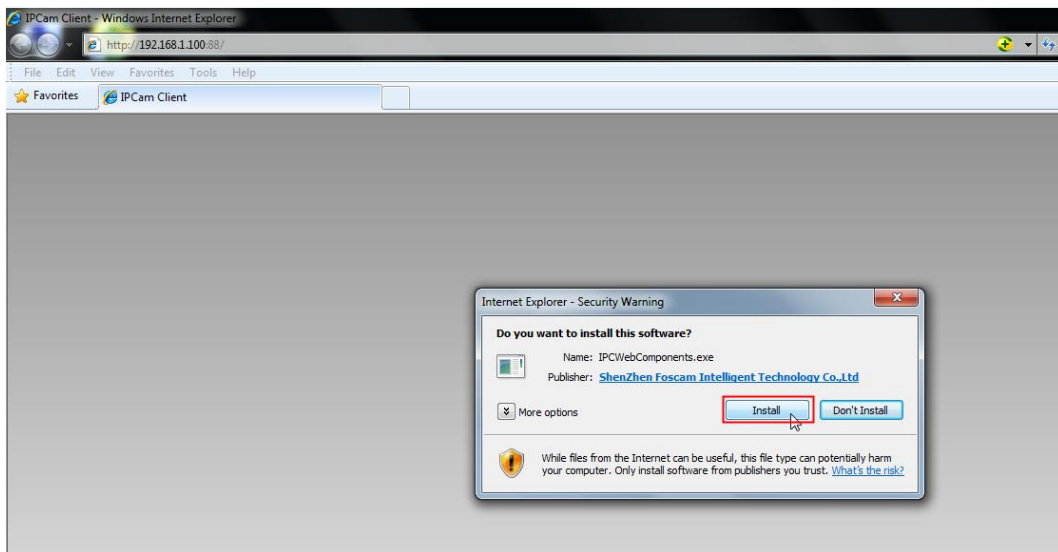 IPCam Client - Windows Internet Explorer
http://192.168.1.100:88/
File Edit View Favorites Tools Help
Favorites IPCam Client
Internet Explorer - Security Warning
Do you want to install this software?
Name: IPCWebComponents.exe
Publisher: ShenZhen Foscam Intelligent Technology Co.,Ltd
More options Install Don't Install
While files from the Internet can be useful, this file type can potentially harm
your computer. Only install software from publishers you trust. What's the risk?